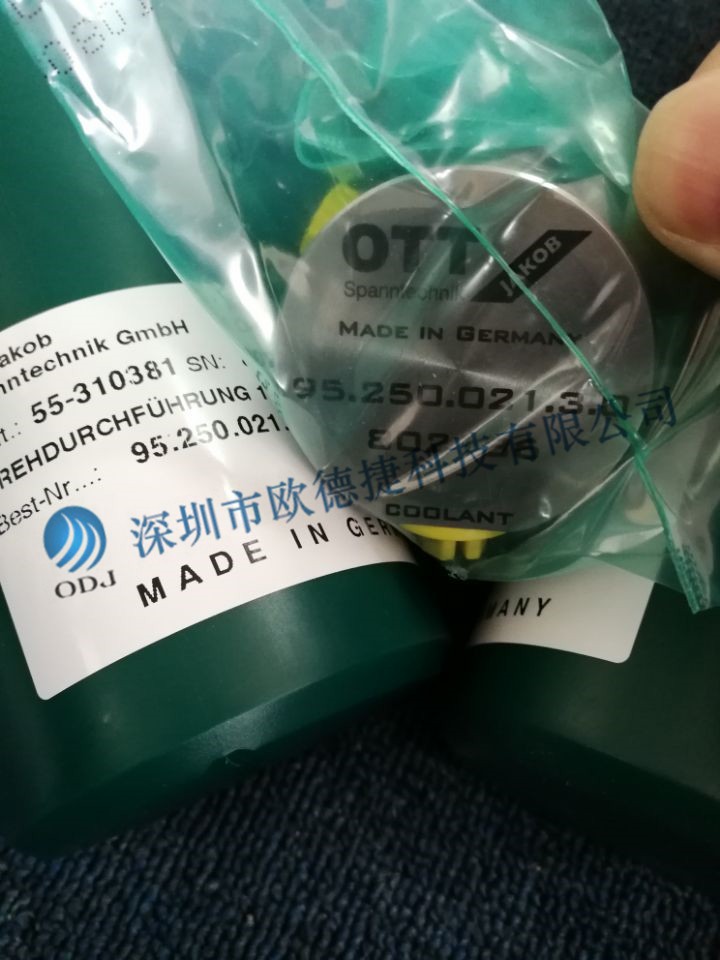 OTT
JAKOB
Spanntechnik
MADE IN GERMANY
95.250.021.3.0
COOLANT
akob
nntechnik GmbH
55-310381 SN:
REHDURCHFÜHRUNG 1
Best-Nr...: 95.250.021.
MADE IN GER
MANY
ODJ
深圳市欧德捷科技有限公司